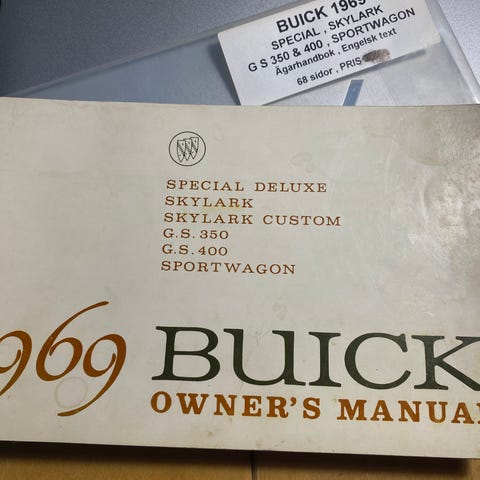 BUICK 1969
SPECIAL, SKYLARK
G S 350 & 400, SPORTWAGON
Ägarhandbok, Engelsk text
68 sidor, PRIS
SPECIAL DELUXE
SKYLARK
SKYLARK CUSTOM
G.S. 350
G.S. 400
SPORTWAGON
1969 BUICK
OWNER'S MANUAL